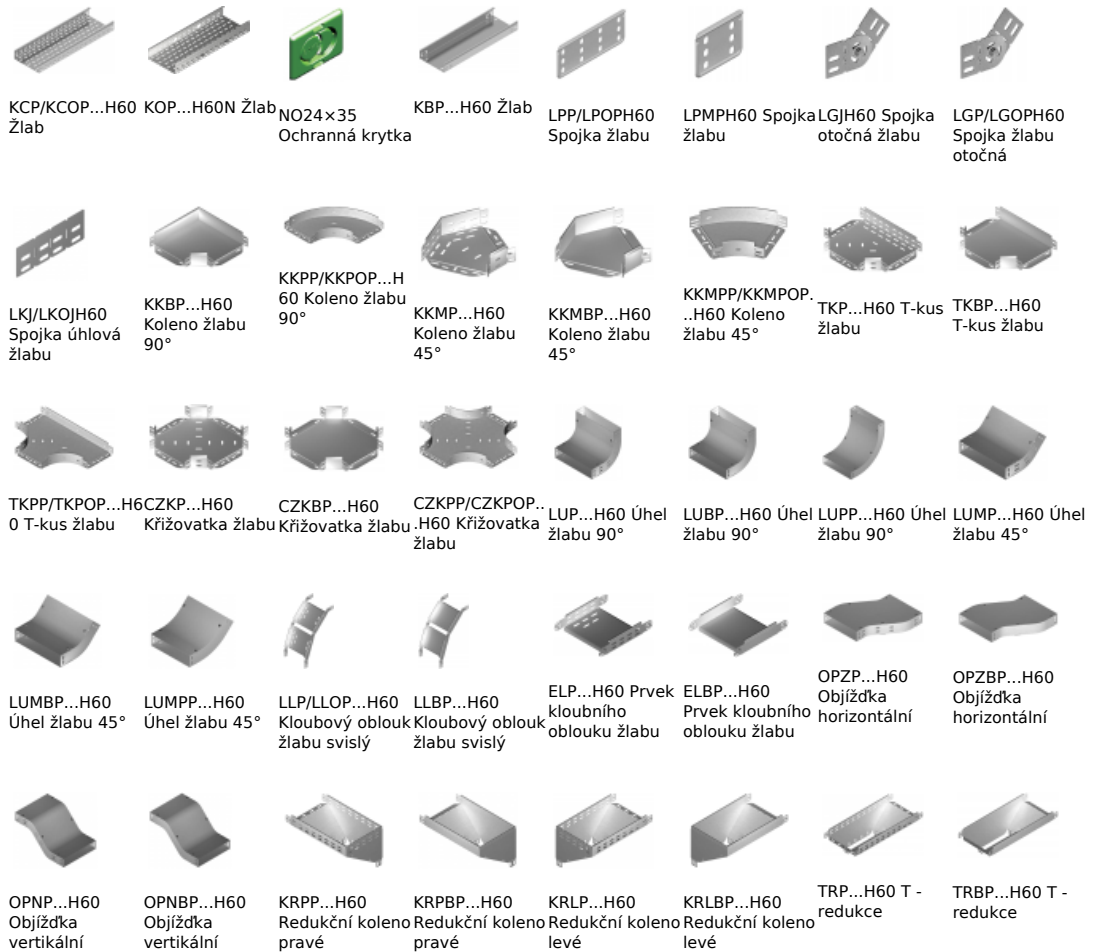 KCP/KCOP...H60
Žlab
KOP...H60N Žlab
NO24×35
Ochranná krytka
KBP...H60 Žlab
LPP/LPOPH60
Spojka žlabu
LPMPH60 Spojka
žlabu
LGJH60 Spojka
otočná žlabu
LGP/LGOPH60
Spojka žlabu
otočná
LKJ/LKOJH60
Spojka úhlová
žlabu
KKBP...H60
Koleno žlabu
90°
KKPP/KKPOP...H
60 Koleno žlabu
90°
KKMP...H60
Koleno žlabu
45°
KKMBP...H60
Koleno žlabu
45°
KKMPP/KKMPOP.
..H60 Koleno
žlabu 45°
TKP...H60 T-kus
žlabu
TKBP...H60
T-kus žlabu
TKPP/TKPOP...H6
0 T-kus žlabu
CZKP...H60
Křižovatka žlabu
CZKBP...H60
Křižovatka žlabu
CZKPP/CZKPOP..
.H60 Křižovatka
žlabu
LUP...H60 Úhel
žlabu 90°
LUBP...H60 Úhel
žlabu 90°
LUPP...H60 Úhel
žlabu 90°
LUMP...H60 Úhel
žlabu 45°
LUMBP...H60
Úhel žlabu 45°
LUMPP...H60
Úhel žlabu 45°
LLP/LLOP...H60
Kloubový oblouk
žlabu svislý
LLBP...H60
Kloubový oblouk
žlabu svislý
ELP...H60 Prvek
kloubního
oblouku žlabu
ELBP...H60
Prvek kloubního
oblouku žlabu
OPZP...H60
Objížďka
horizontální
OPZBP...H60
Objížďka
horizontální
OPNP...H60
Objížďka
vertikální
OPNBP...H60
Objížďka
vertikální
KRPP...H60
Redukční koleno
pravé
KRPBP...H60
Redukční koleno
pravé
KRLP...H60
Redukční koleno
levé
KRLBP...H60
Redukční koleno
levé
TRP...H60 T -
redukce
TRBP...H60 T -
redukce